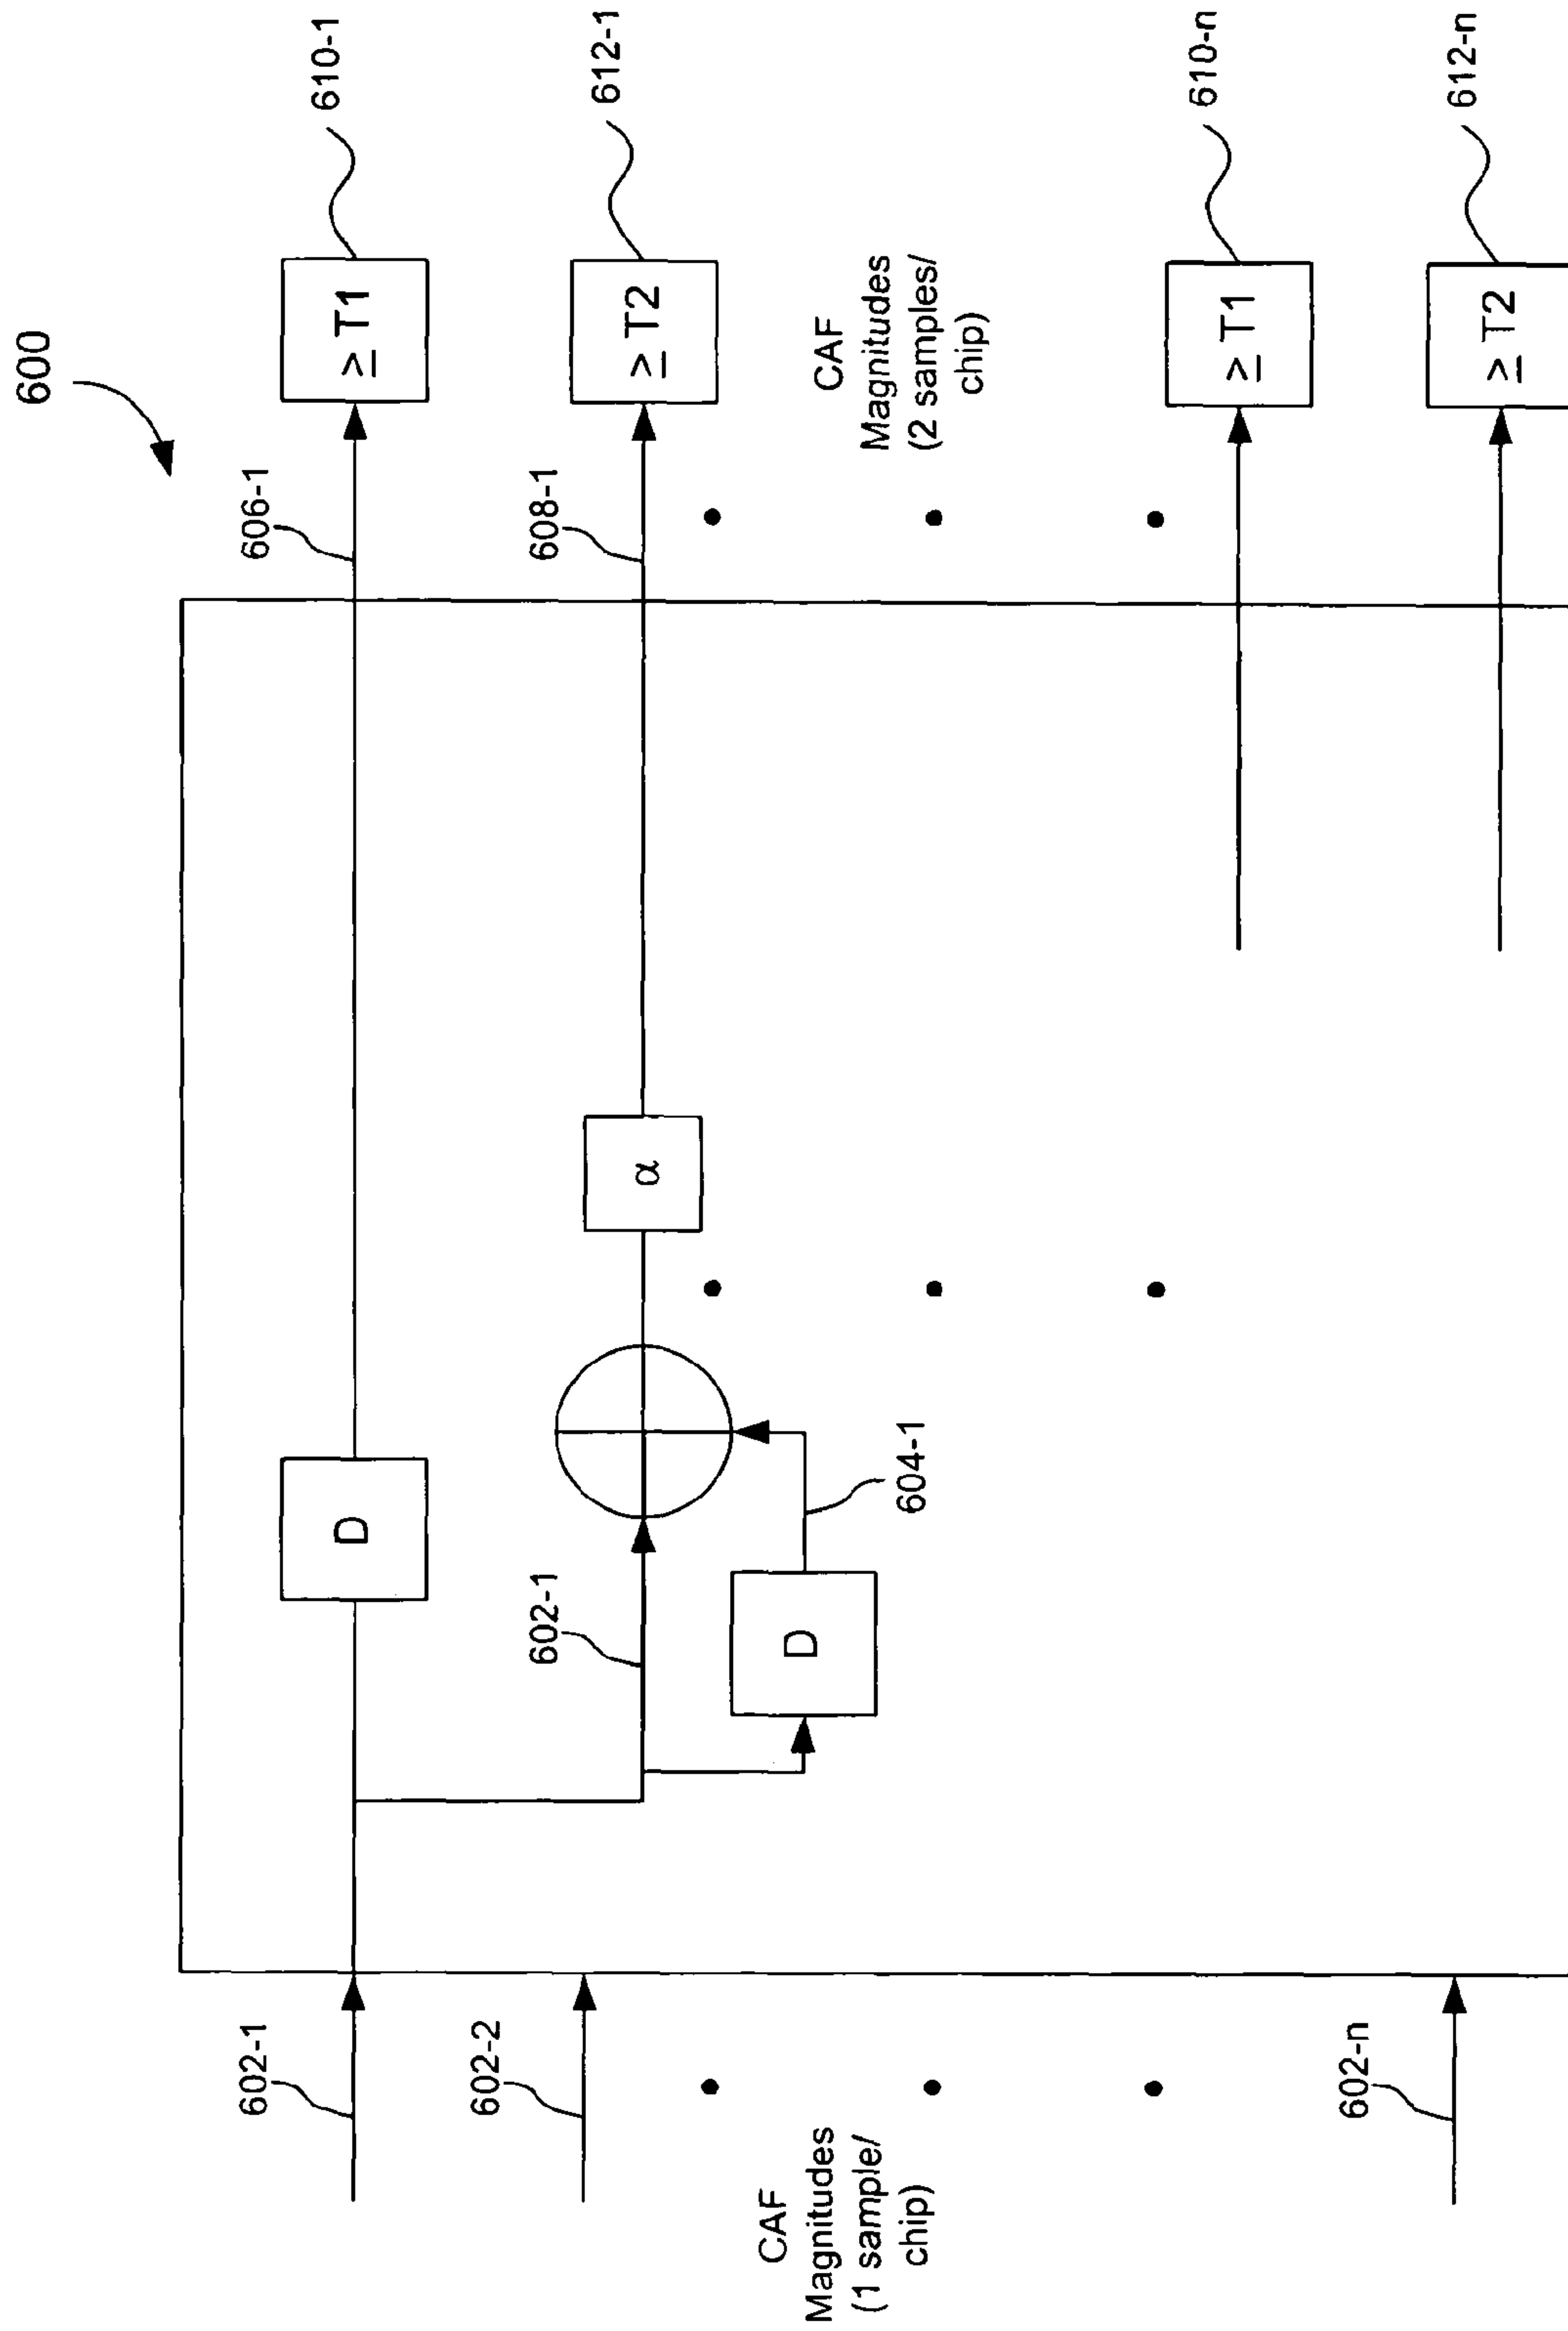 600
602-1
602-2
602-n
CAF
Magnitudes
(1 sample/
chip)
D
602-1
D
604-1
α
606-1
608-1
≥ T1
610-1
≥ T2
612-1
CAF
Magnitudes
(2 samples/
chip)
≥ T1
610-n
≥ T2
612-n